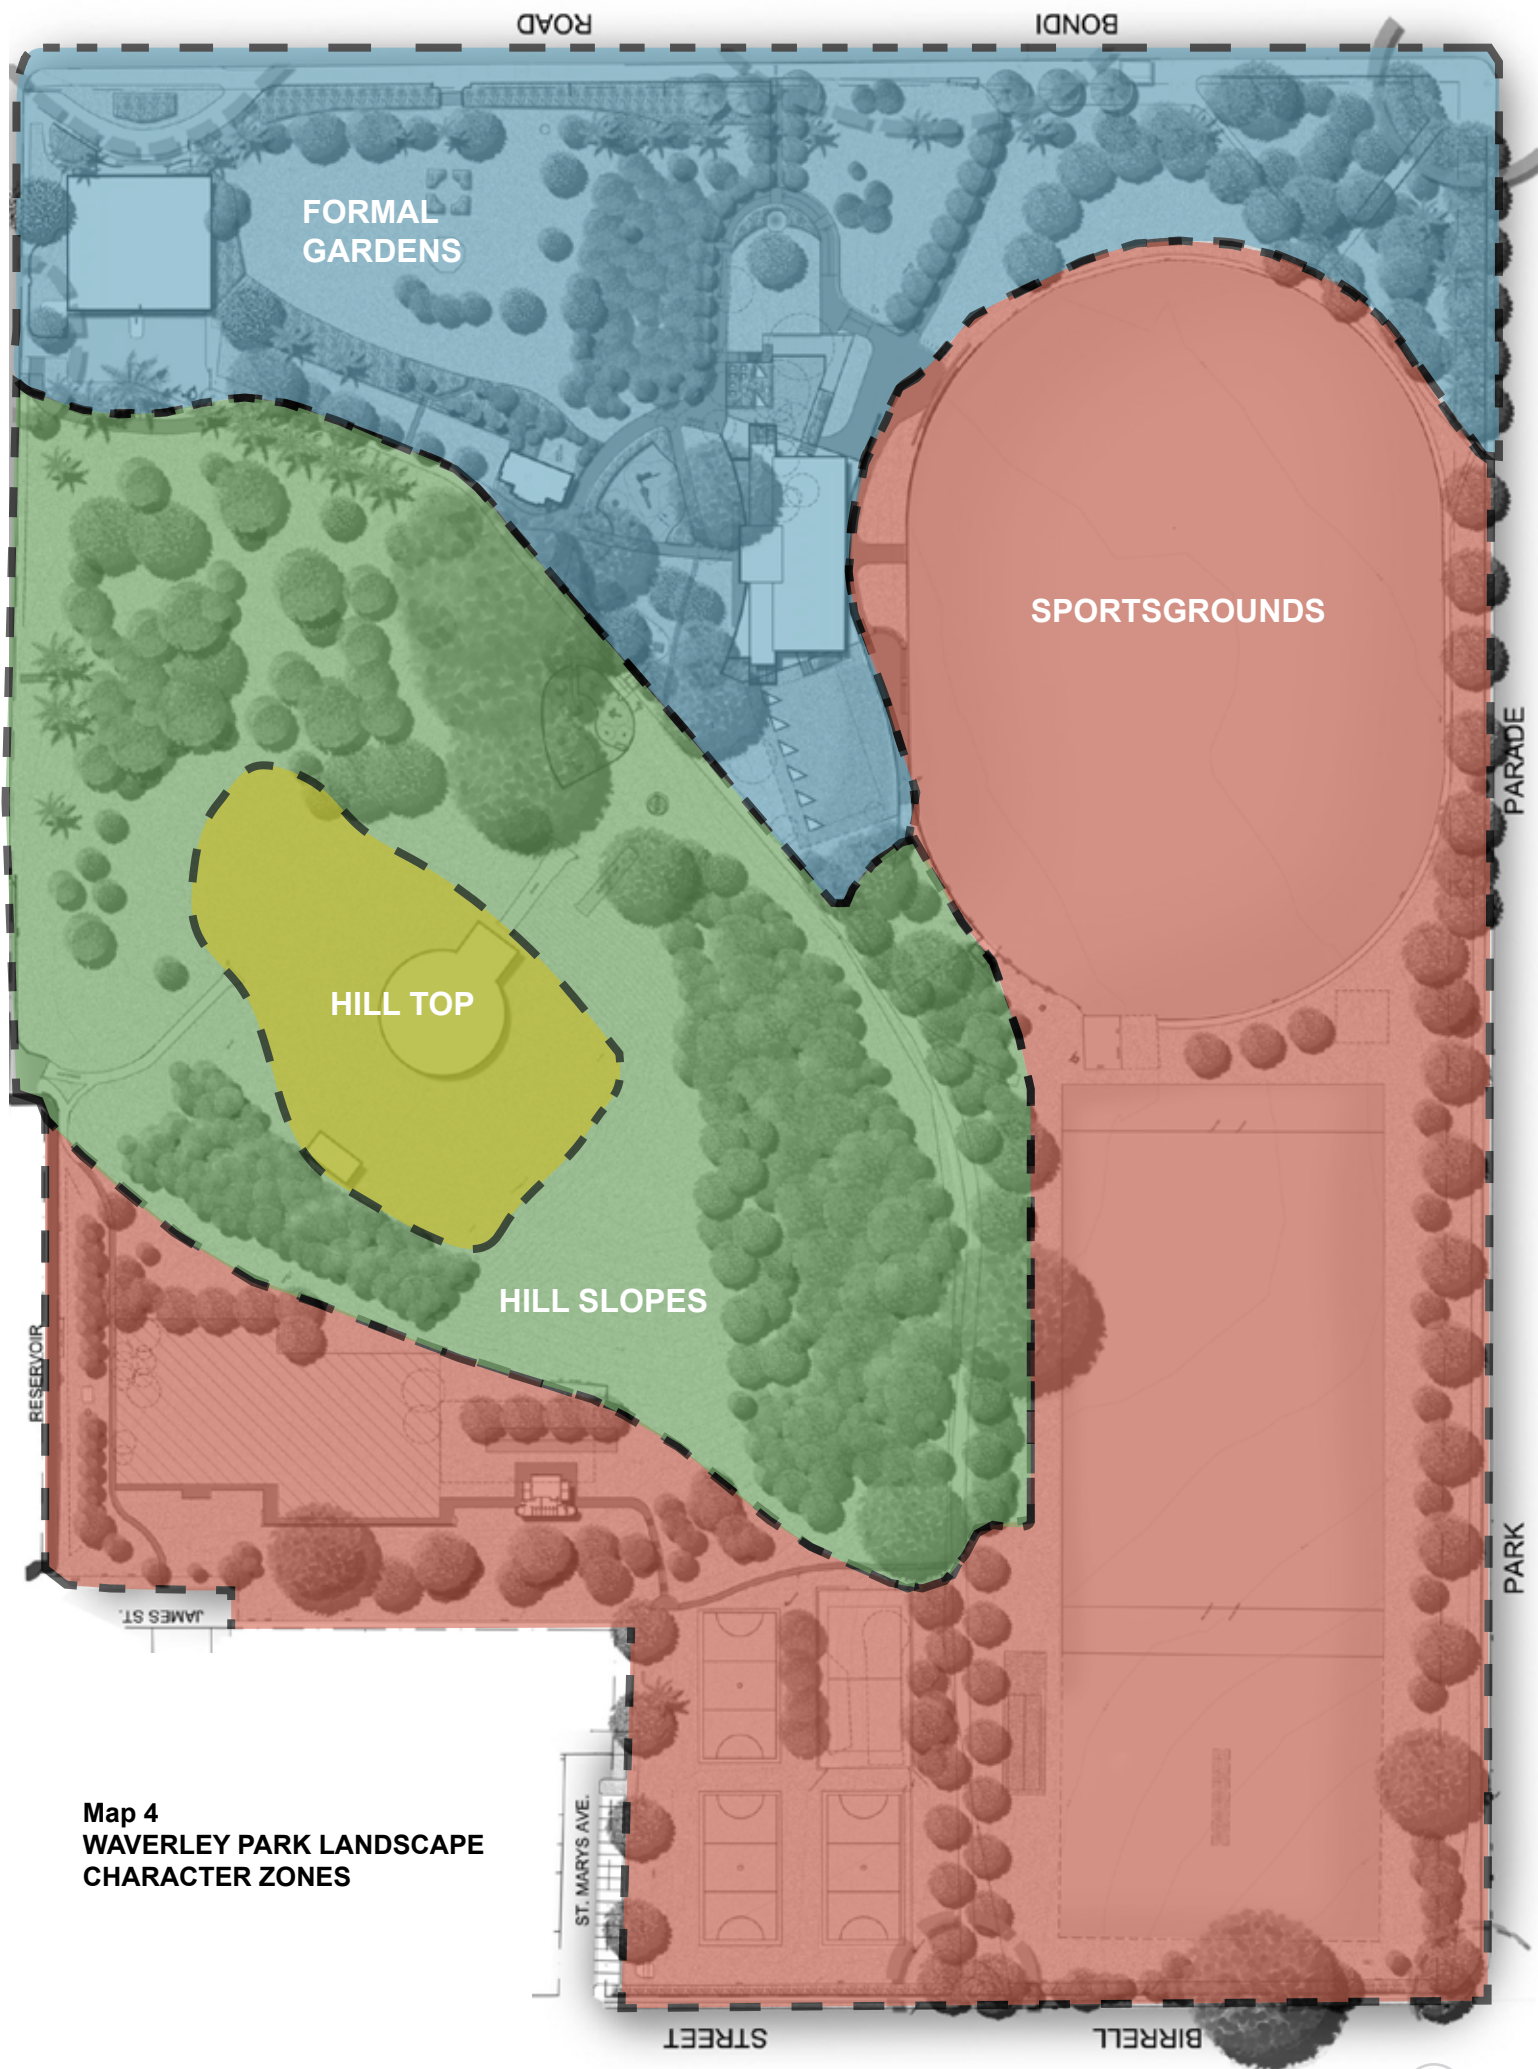 ROAD
BONDI
FORMAL
GARDENS
SPORTSGROUNDS
PARADE
HILL TOP
HILL SLOPES
RESERVOIR
PARK
JAMES ST.
Map 4
WAVERLEY PARK LANDSCAPE
CHARACTER ZONES
ST. MARYS AVE.
STREET
BIRRELL